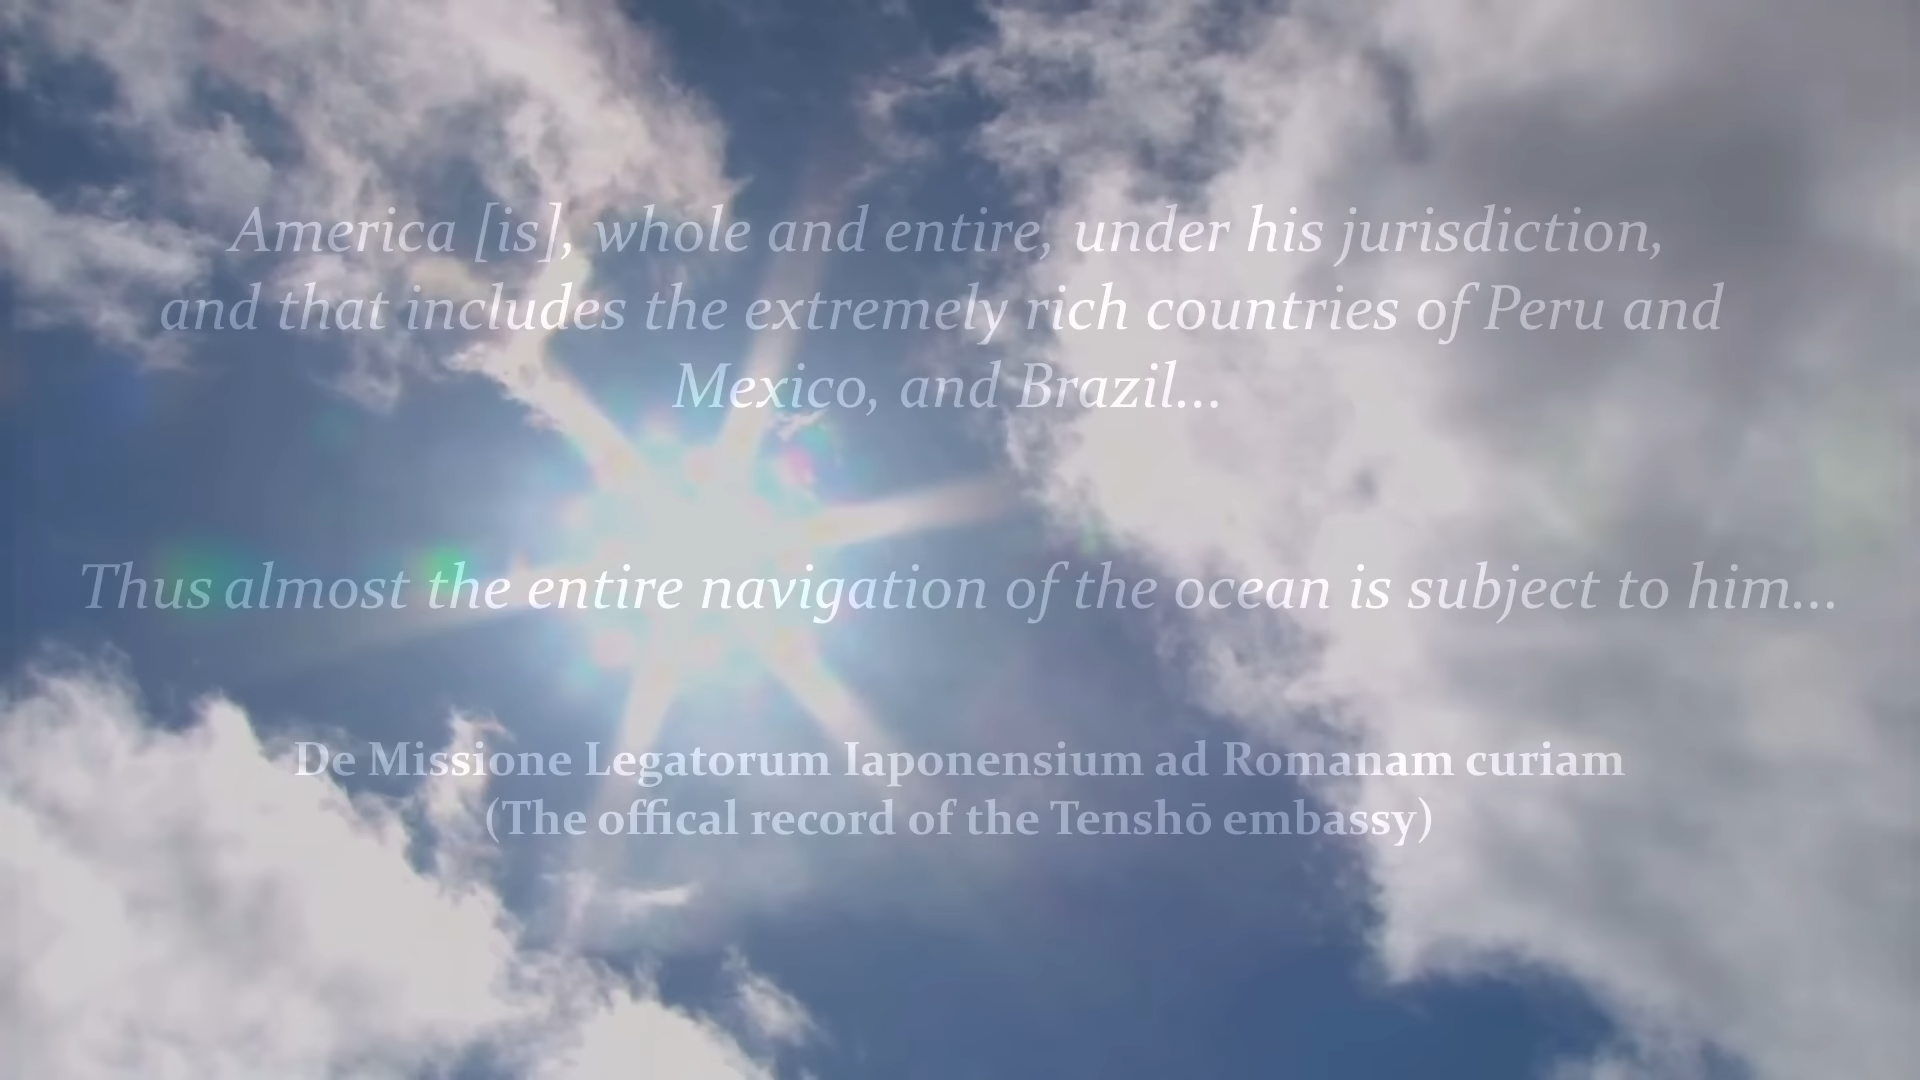 America [is], whole and entire, under his jurisdiction,
and that includes the extremely rich countries of Peru and
Mexico, and Brazil...
Thus almost the entire navigation of the ocean is subject to him...
De Missione Legatorum Iaponensium ad Romanam curiam
(The offical record of the Tenshō embassy)